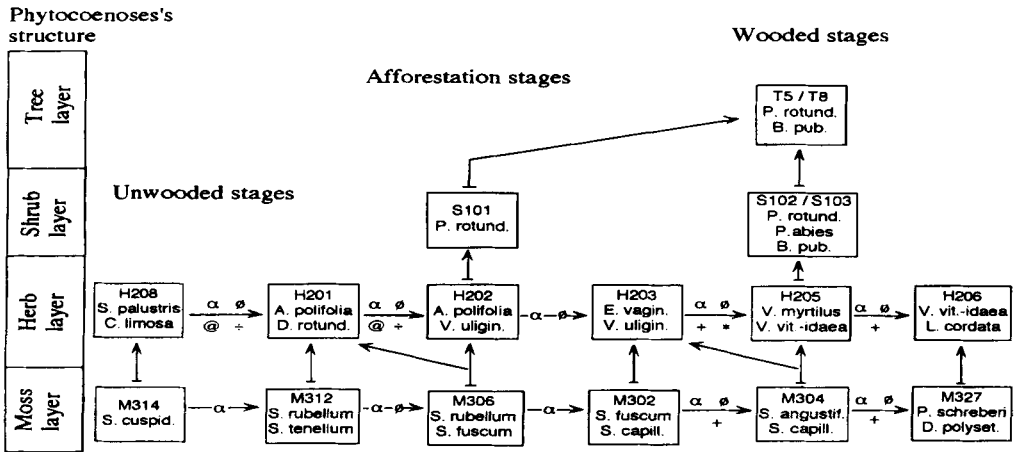 Phytocoenoses's
structure
Wooded stages
Afforestation stages
Unwooded stages
Tree
layer
Shrub
layer
Herb
layer
Moss
layer
T5 / T8
P. rotund.
B. pub.
S101
P. rotund.
S102 / S103
P. rotund.
P.abies
B. pub.
H208
S. palustris
C. limosa
α ø
@ ÷
H201
A. polifolia
D. rotund.
α ø
@ ÷
H202
A. polifolia
V. uligin.
α ø
H203
E. vagin.
V. uligin.
α ø
+ *
H205
V. myrtilus
V. vit.-idaea
α ø
+
H206
V. vit.-idaea
L. cordata
M314
S. cuspid.
α
M312
S. rubellum
S. tenellum
α ø
M306
S. rubellum
S. fuscum
α
M302
S. fuscum
S. capill.
α ø
+
M304
S. angustif.
S. capill.
α ø
+
M327
P. schreberi
D. polyset.